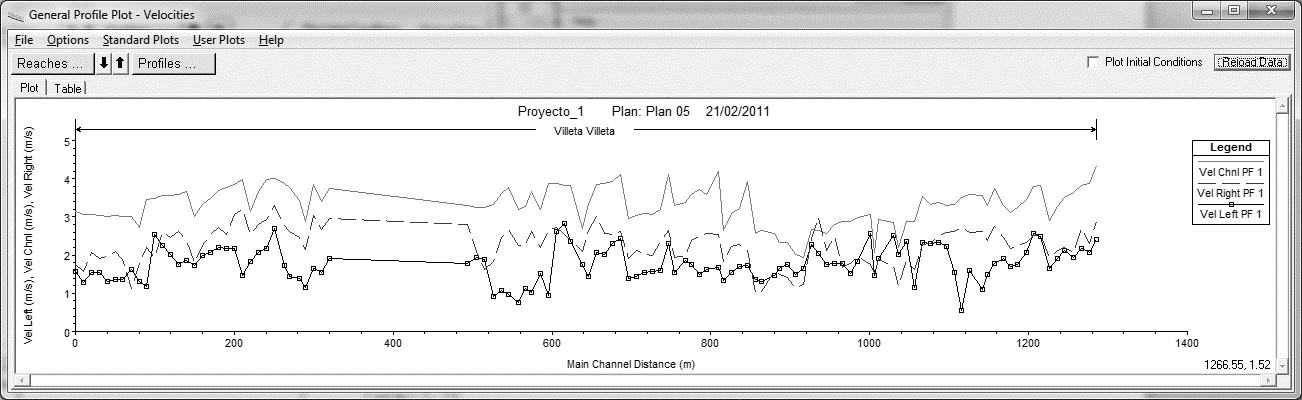 General Profile Plot - Velocities
File Options Standard Plots User Plots Help
Reaches ... Profiles ... Plot Initial Conditions Reload Data
Plot Table
Proyecto_1 Plan: Plan 05 21/02/2011
Villeta Villeta
Vel Left (m/s), Vel Chnl (m/s), Vel Right (m/s)
5
4
3
2
1
0
0 200 400 600 800 1000 1200 1400
Main Channel Distance (m)
Legend
Vel Chnl PF 1
Vel Right PF 1
Vel Left PF 1
1266.55, 1.52